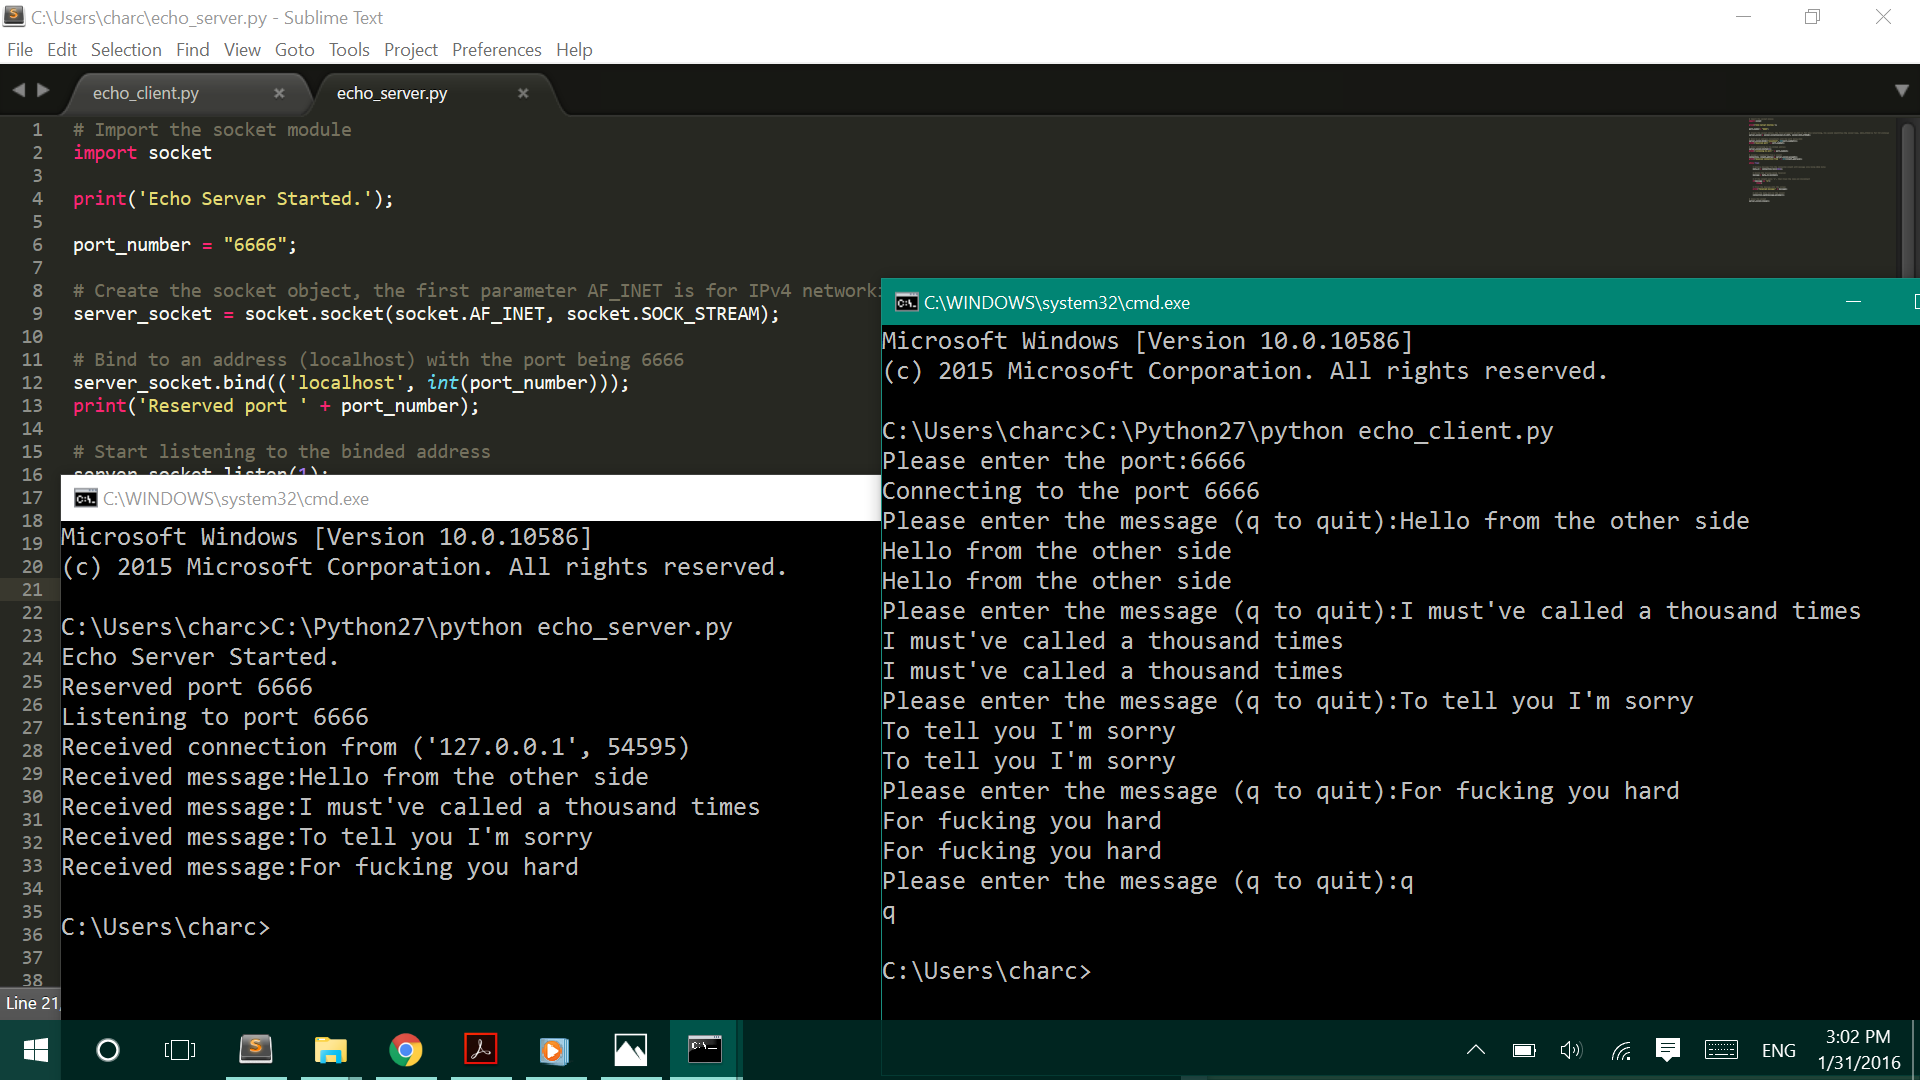 C:\Users\charc\echo_server.py - Sublime Text
File Edit Selection Find View Goto Tools Project Preferences Help
echo_client.py
echo_server.py
1 # Import the socket module
2 import socket
3
4 print('Echo Server Started.');
5
6 port_number = "6666";
7
8 # Create the socket object, the first parameter AF_INET is for IPv4 network
9 server_socket = socket.socket(socket.AF_INET, socket.SOCK_STREAM);
10
11 # Bind to an address (localhost) with the port being 6666
12 server_socket.bind(('localhost', int(port_number)));
13 print('Reserved port ' + port_number);
14
15 # Start listening to the binded address
16 server_socket.listen(1);
17
18
19
20
21
22
23
24
25
26
27
28
29
30
31
32
33
34
35
36
37
38
Line 21
C:\WINDOWS\system32\cmd.exe
Microsoft Windows [Version 10.0.10586]
(c) 2015 Microsoft Corporation. All rights reserved.
C:\Users\charc>C:\Python27\python echo_server.py
Echo Server Started.
Reserved port 6666
Listening to port 6666
Received connection from ('127.0.0.1', 54595)
Received message:Hello from the other side
Received message:I must've called a thousand times
Received message:To tell you I'm sorry
Received message:For fucking you hard
C:\Users\charc>
C:\WINDOWS\system32\cmd.exe
Microsoft Windows [Version 10.0.10586]
(c) 2015 Microsoft Corporation. All rights reserved.
C:\Users\charc>C:\Python27\python echo_client.py
Please enter the port:6666
Connecting to the port 6666
Please enter the message (q to quit):Hello from the other side
Hello from the other side
Hello from the other side
Please enter the message (q to quit):I must've called a thousand times
I must've called a thousand times
I must've called a thousand times
Please enter the message (q to quit):To tell you I'm sorry
To tell you I'm sorry
To tell you I'm sorry
Please enter the message (q to quit):For fucking you hard
For fucking you hard
For fucking you hard
Please enter the message (q to quit):q
q
C:\Users\charc>
ENG
3:02 PM
1/31/2016